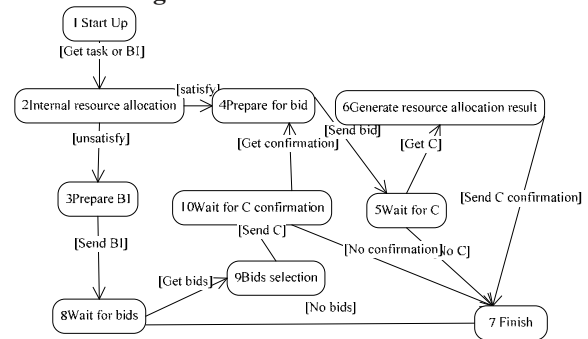 1 Start Up
[Get task or BI]
2Internal resource allocation
[satisfy]
4Prepare for bid
6Generate resource allocation result
[Send bid]
[unsatisfy]
[Get confirmation]
[Get C]
3Prepare BI
10Wait for C confirmation
5Wait for C
[Send C confirmation]
[Send BI]
[Send C]
[No confirmation]
No C]
[Get bids]
9Bids selection
[No bids]
8Wait for bids
7 Finish